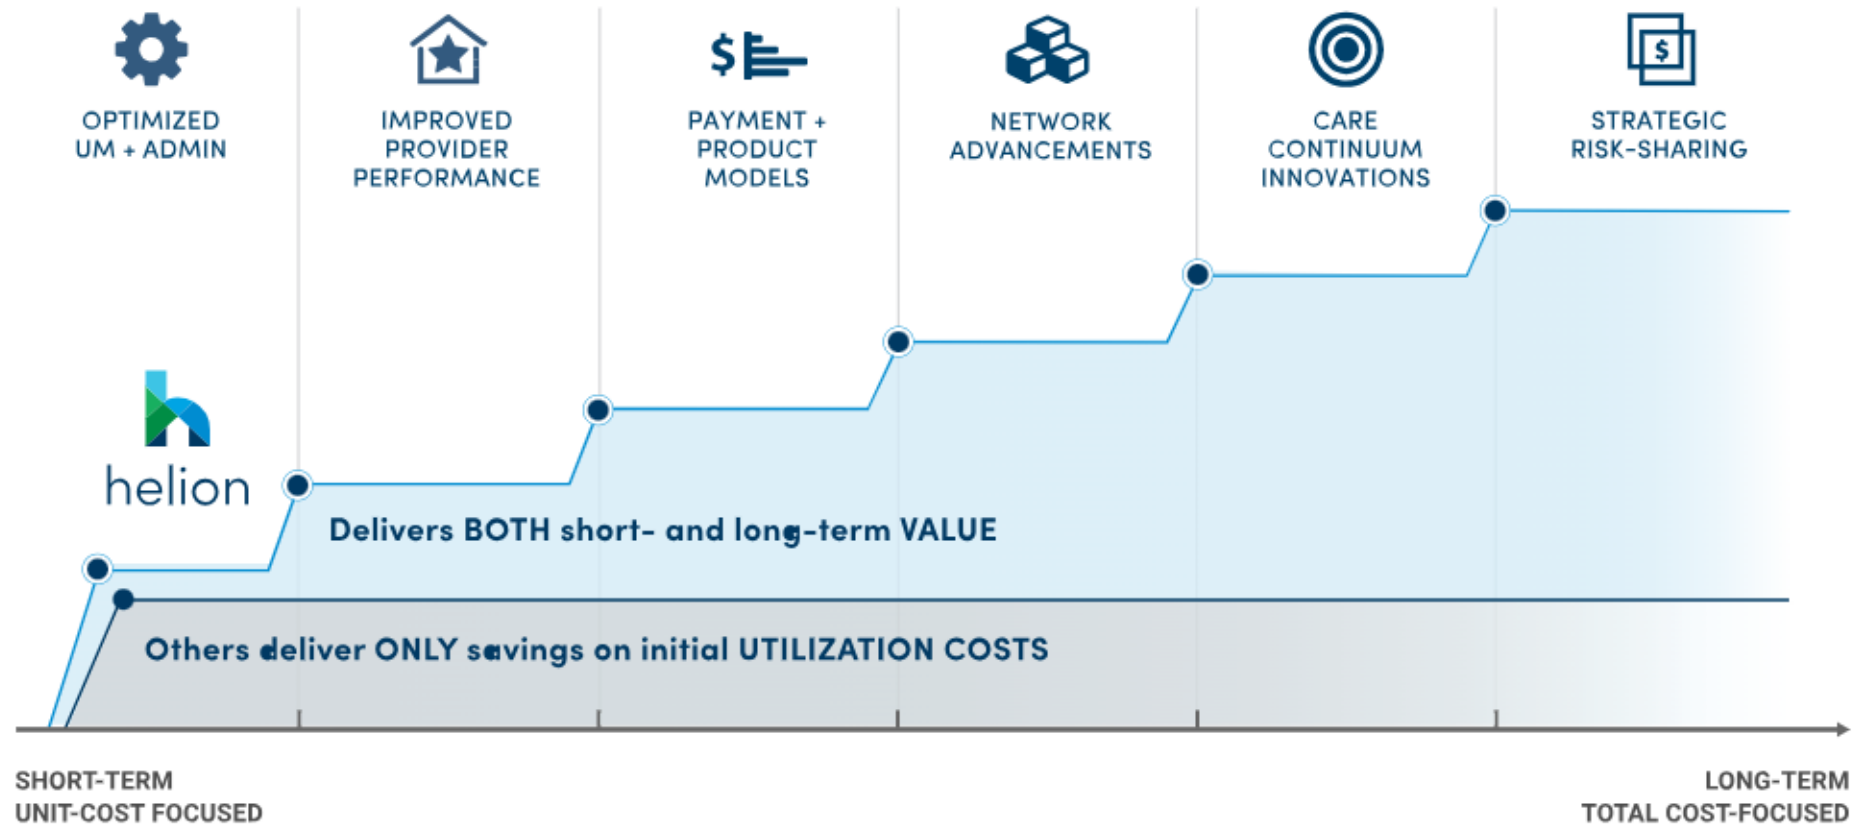 OPTIMIZED
UM + ADMIN
IMPROVED
PROVIDER
PERFORMANCE
$
PAYMENT +
PRODUCT
MODELS
NETWORK
ADVANCEMENTS
CARE
CONTINUUM
INNOVATIONS
$
STRATEGIC
RISK-SHARING
helion
Delivers BOTH short- and long-term VALUE
Others deliver ONLY savings on initial UTILIZATION COSTS
SHORT-TERM
UNIT-COST FOCUSED
LONG-TERM
TOTAL COST-FOCUSED